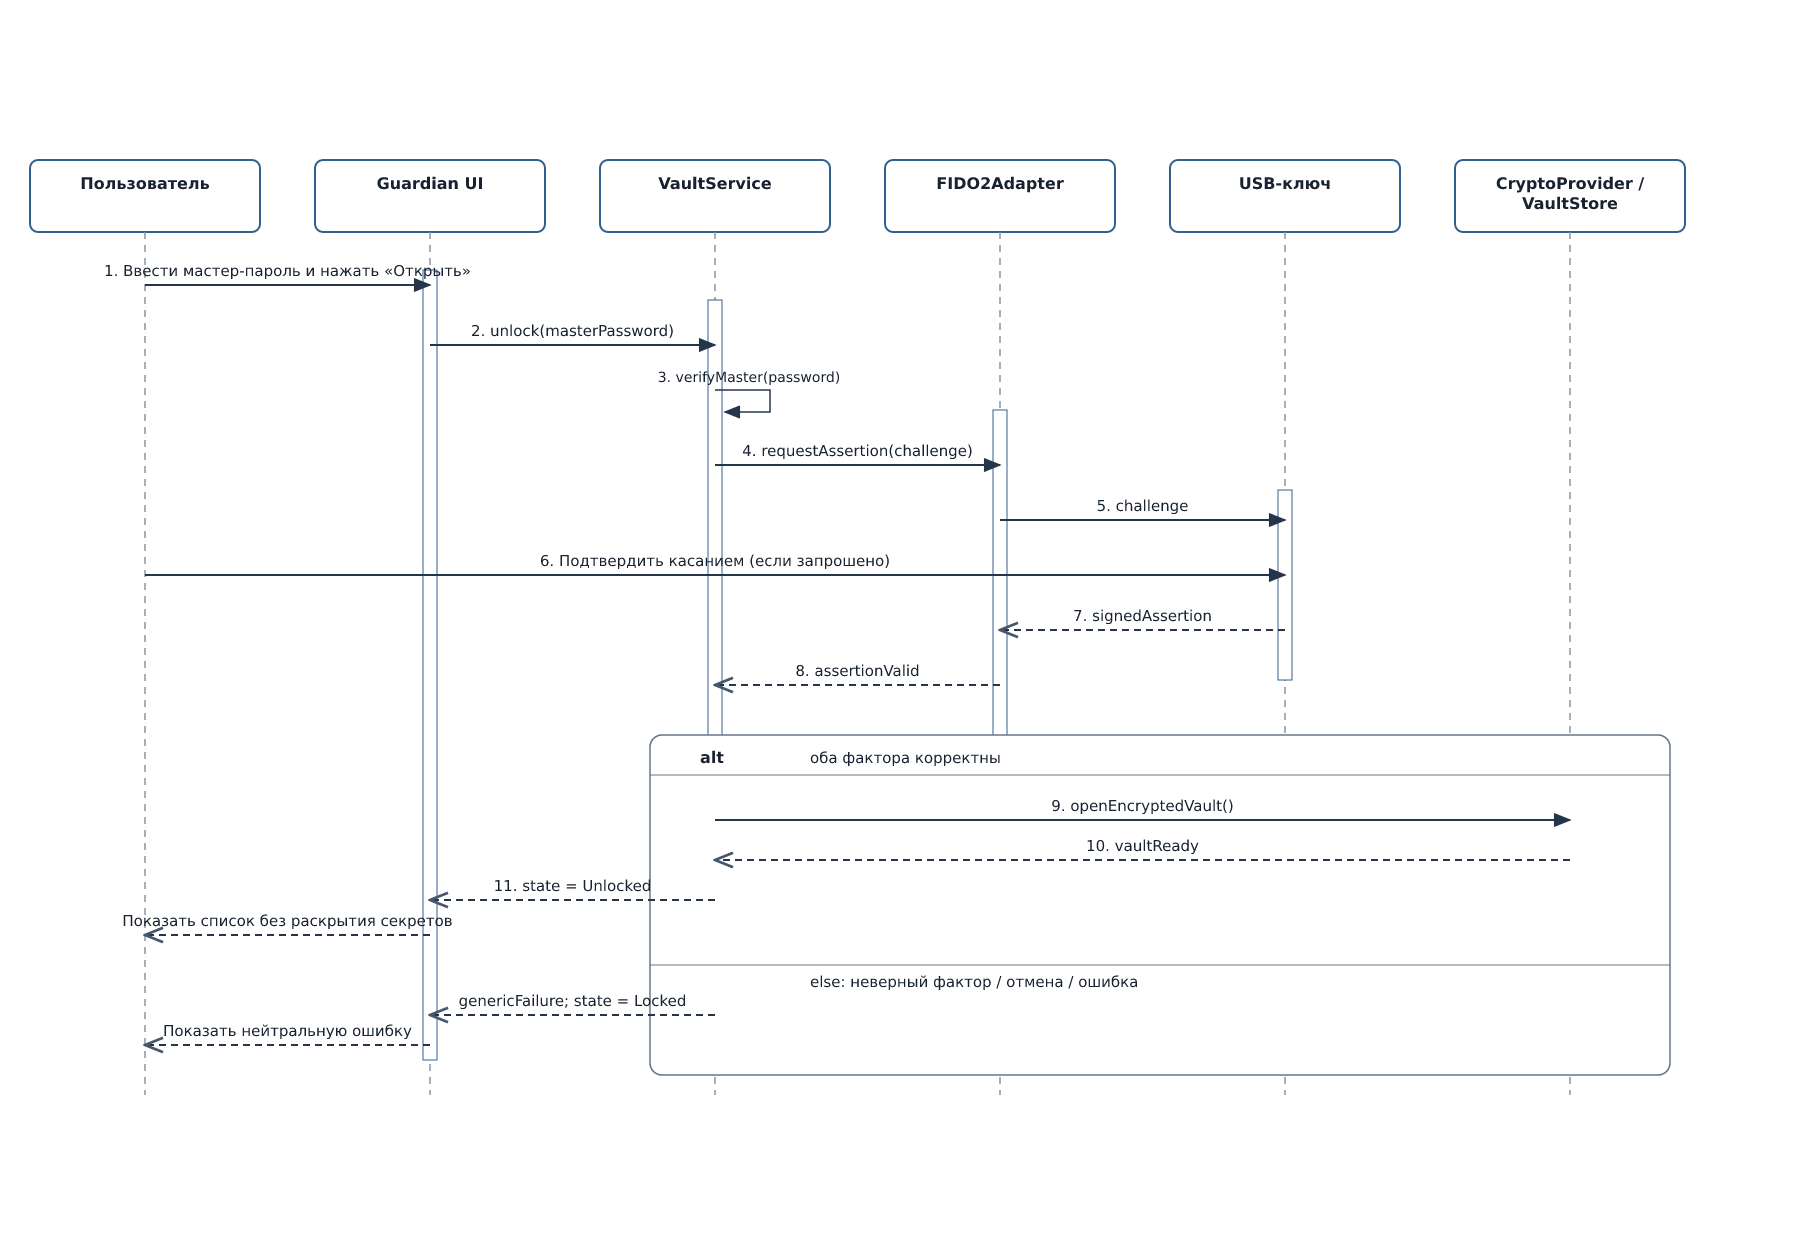 Пользователь
Guardian UI
VaultService
FIDO2Adapter
USB-ключ
CryptoProvider /
VaultStore
1. Ввести мастер-пароль и нажать «Открыть»
2. unlock(masterPassword)
3. verifyMaster(password)
4. requestAssertion(challenge)
5. challenge
6. Подтвердить касанием (если запрошено)
7. signedAssertion
8. assertionValid
alt
оба фактора корректны
9. openEncryptedVault()
10. vaultReady
11. state = Unlocked
Показать список без раскрытия секретов
else: неверный фактор / отмена / ошибка
genericFailure; state = Locked
Показать нейтральную ошибку